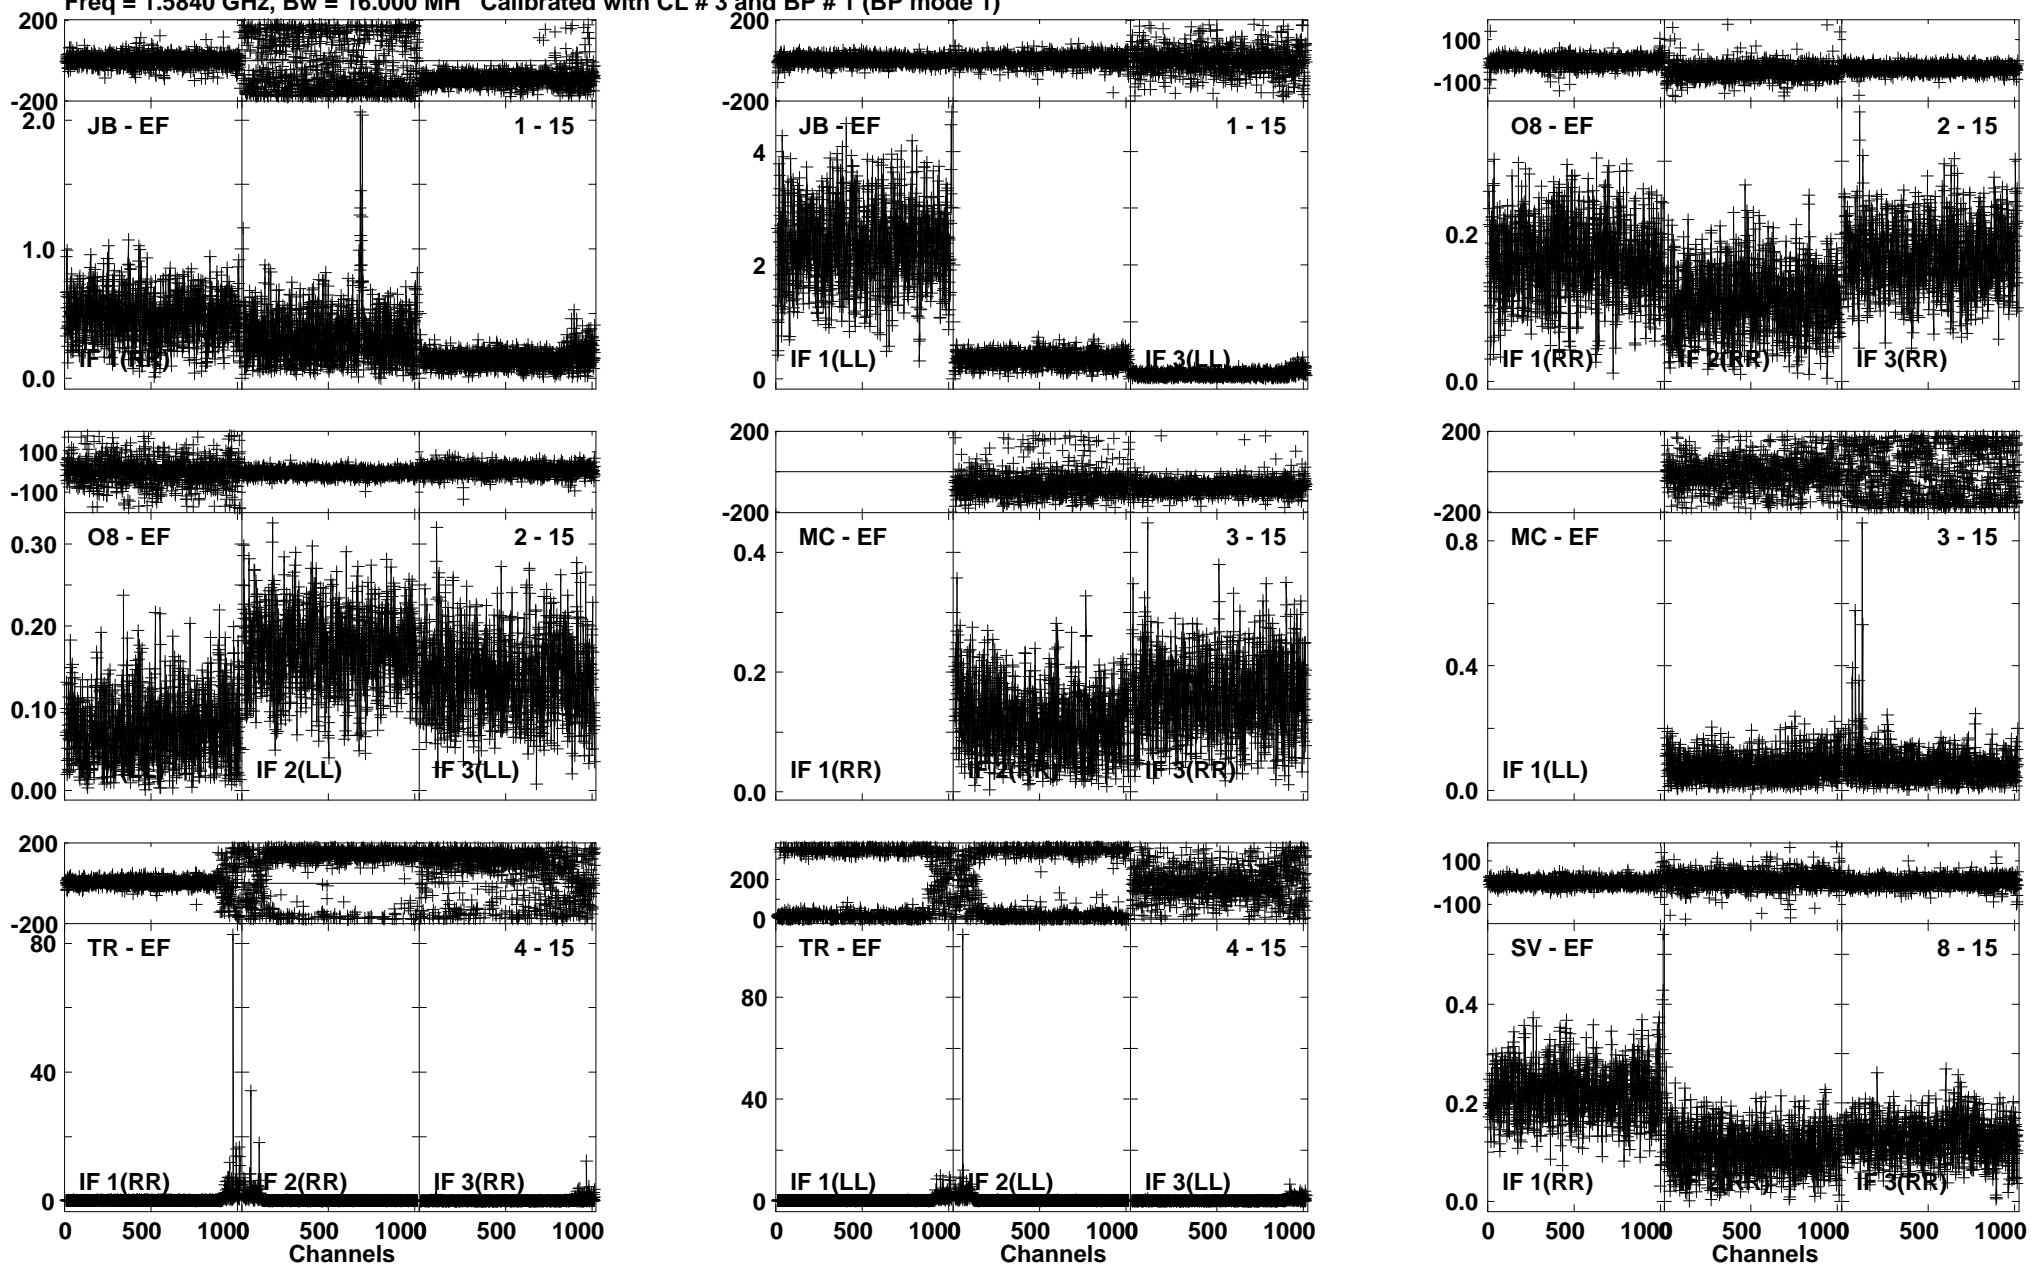 Freq = 1.5840 GHz, Bw = 16.000 MH Calibrated with CL # 3 and BP # 1 (BP mode 1)
200
-200
2.0
1.0
0.0
JB - EF
1 - 15
IF 1(RR)
200
-200
4
2
0
JB - EF
1 - 15
IF 1(LL)
IF 3(LL)
100
-100
0.2
0.0
O8 - EF
2 - 15
IF 1(RR)
IF 2(RR)
IF 3(RR)
100
-100
0.30
0.20
0.10
0.00
O8 - EF
2 - 15
IF 2(LL)
IF 3(LL)
200
-200
0.4
0.2
0.0
MC - EF
3 - 15
IF 1(RR)
IF 2(RR)
IF 3(RR)
200
-200
0.8
0.4
0.0
MC - EF
3 - 15
IF 1(LL)
200
-200
80
40
0
TR - EF
4 - 15
IF 1(RR)
IF 2(RR)
IF 3(RR)
0 500 1000 500 1000 500 1000
Channels
200
0
80
40
0
TR - EF
4 - 15
IF 1(LL)
IF 2(LL)
IF 3(LL)
0 500 1000 500 1000 500 1000
Channels
100
-100
0.4
0.2
0.0
SV - EF
8 - 15
IF 1(RR)
IF 2(RR)
IF 3(RR)
0 500 1000 500 1000 500 1000
Channels